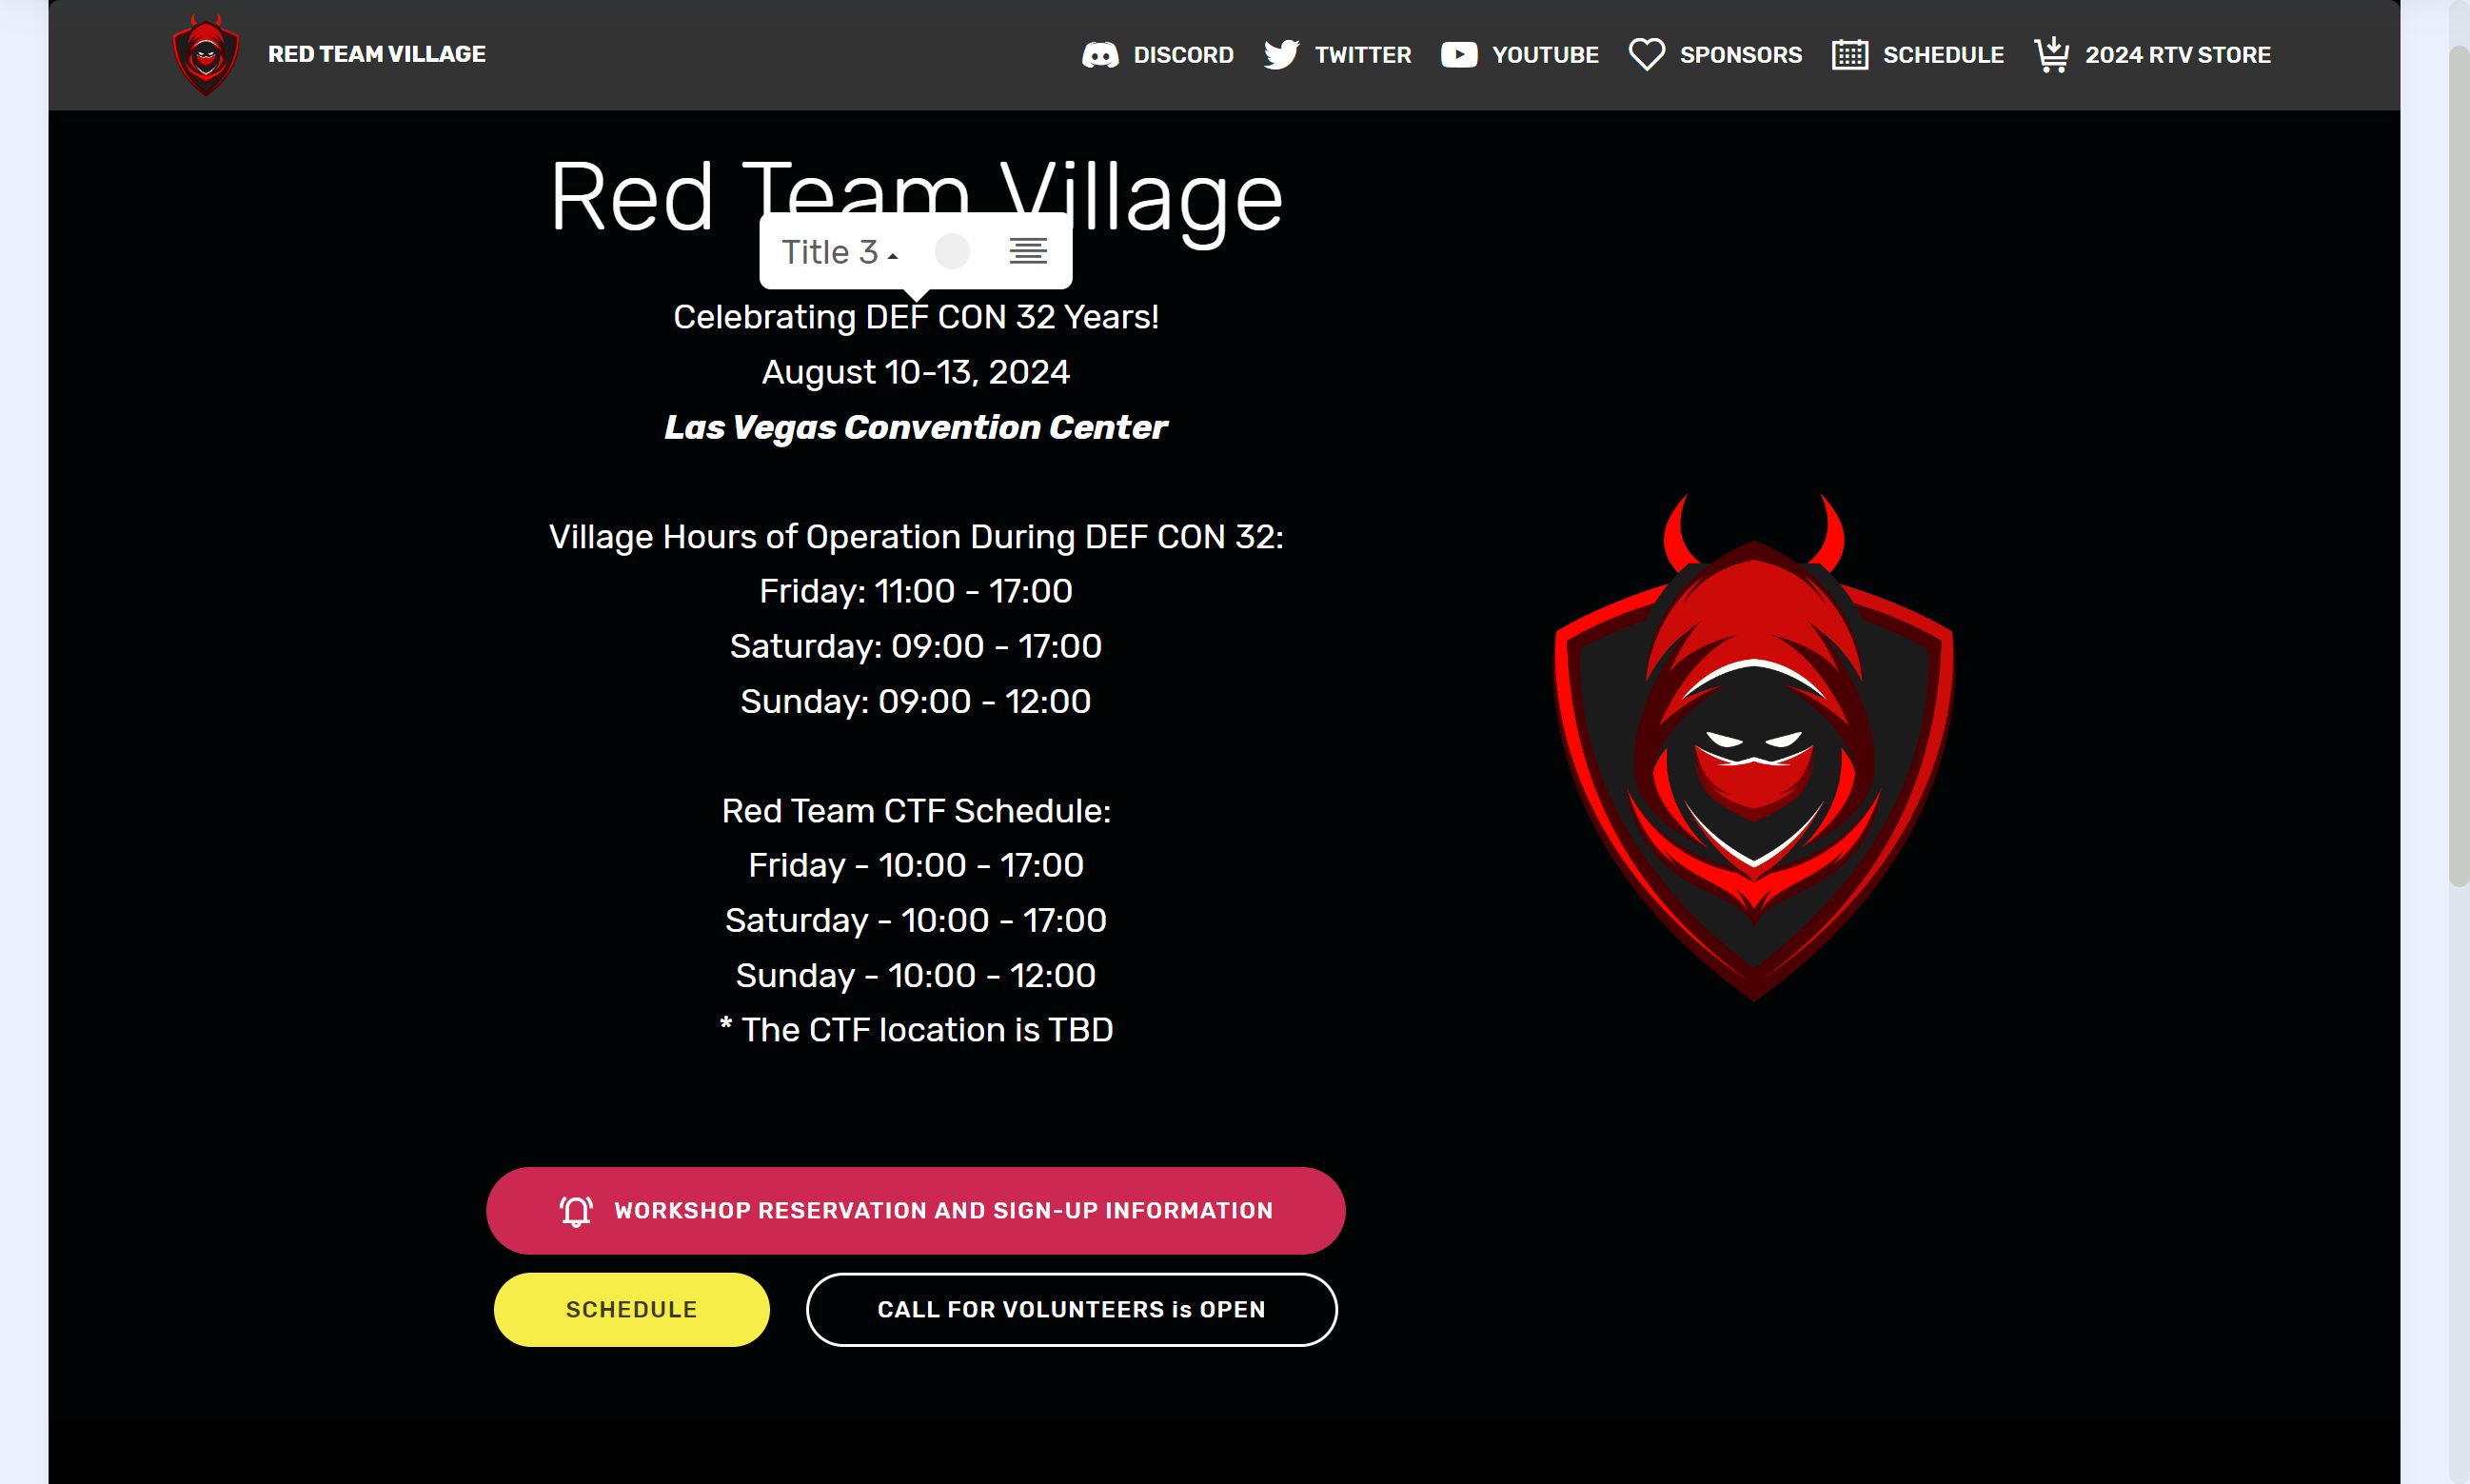 RED TEAM VILLAGE
DISCORD
TWITTER
YOUTUBE
SPONSORS
SCHEDULE
2024 RTV STORE
Red Team Village
Title 3
Celebrating DEF CON 32 Years!
August 10-13, 2024
Las Vegas Convention Center
Village Hours of Operation During DEF CON 32:
Friday: 11:00 - 17:00
Saturday: 09:00 - 17:00
Sunday: 09:00 - 12:00
Red Team CTF Schedule:
Friday - 10:00 - 17:00
Saturday - 10:00 - 17:00
Sunday - 10:00 - 12:00
* The CTF location is TBD
WORKSHOP RESERVATION AND SIGN-UP INFORMATION
SCHEDULE
CALL FOR VOLUNTEERS is OPEN